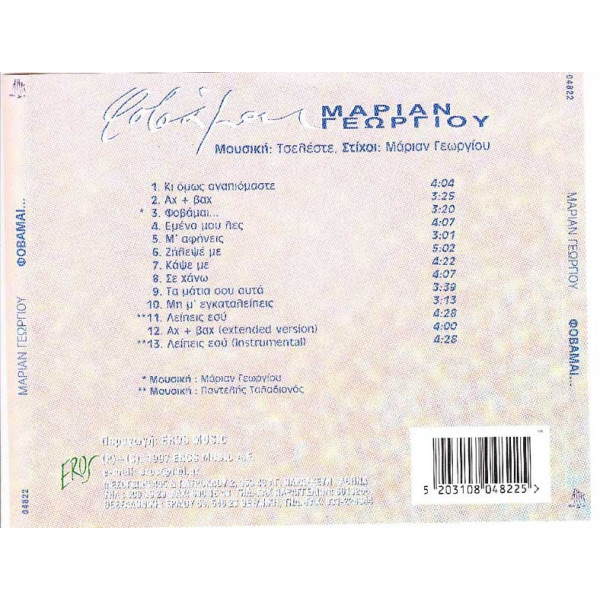 Φοβάμαι
ΜΑΡΙΑΝ
ΓΕΩΡΓΙΟΥ
Μουσική: Τσελέστε, Στίχοι: Μάριαν Γεωργίου
1. Κι όμως αγαπιόμαστε 4:04
2. Αχ + βαχ 3:25
* 3. Φοβάμαι... 3:20
4. Εμένα μου λες 4:07
5. Μ' αφήνεις 3:01
6. Ζήλεψέ με 5:02
7. Κάψε με 4:22
8. Σε χάνω 4:07
9. Τα μάτια σου αυτά 3:39
10. Μη μ' εγκαταλείπεις 3:13
**11. Λείπεις εσύ 4:28
12. Αχ + βαχ (extended version) 4:00
**13. Λείπεις εσύ (instrumental) 4:28
* Μουσική : Μάριαν Γεωργίου
** Μουσική : Παντελής Ταλαδιανός
Παραγωγή: EROS MUSIC
(P)-(C) 1997 EROS MUSIC A.E.
EROS
5 203108 048225 >
04822 ΜΑΡΙΑΝ ΓΕΩΡΓΙΟΥ ΦΟΒΑΜΑΙ...
04822 ΜΑΡΙΑΝ ΓΕΩΡΓΙΟΥ ΦΟΒΑΜΑΙ...